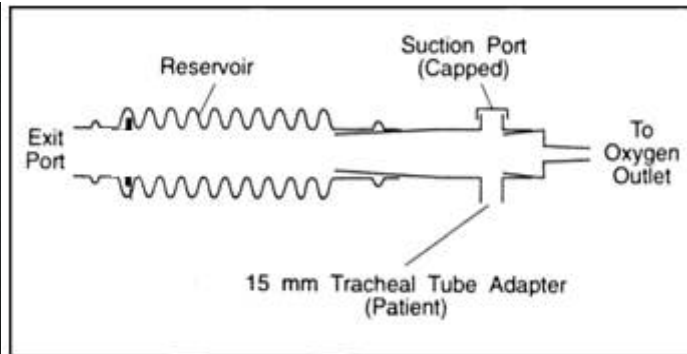 Reservoir
Suction Port
(Capped)
Exit
Port
To
Oxygen
Outlet
15 mm Tracheal Tube Adapter
(Patient)